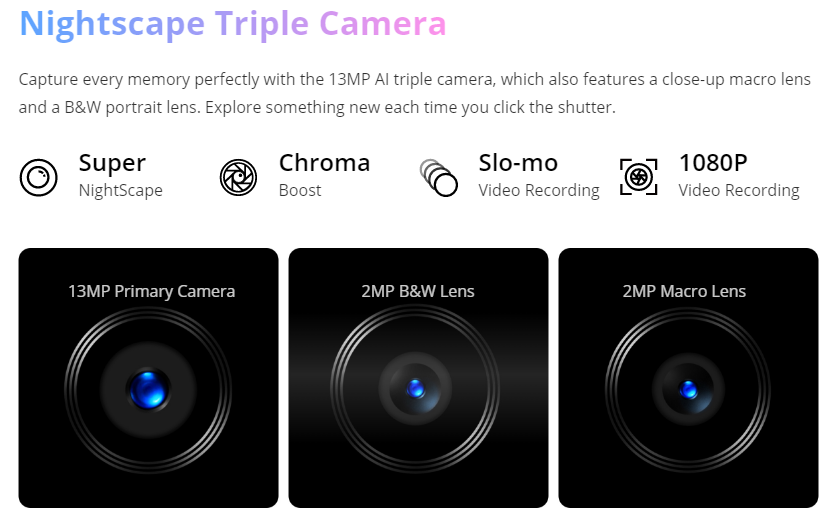 Nightscape Triple Camera
Capture every memory perfectly with the 13MP AI triple camera, which also features a close-up macro lens
and a B&W portrait lens. Explore something new each time you click the shutter.
Super
NightScape
Chroma
Boost
Slo-mo
Video Recording
1080P
Video Recording
13MP Primary Camera
2MP B&W Lens
2MP Macro Lens